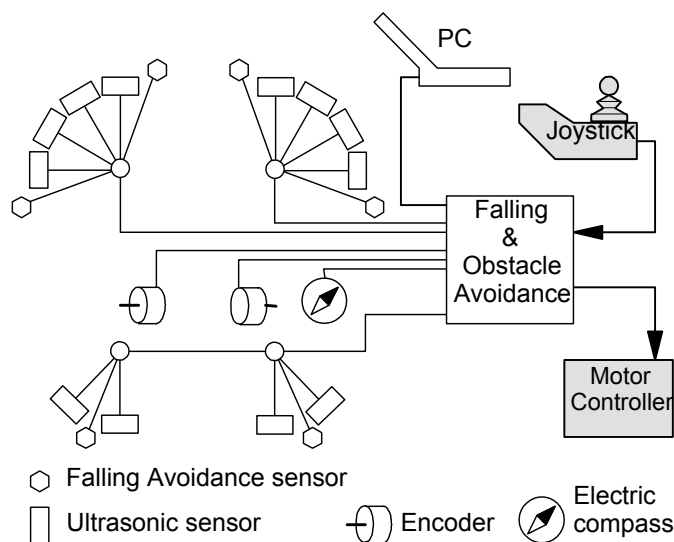 PC
Joystick
Falling
&
Obstacle
Avoidance
Motor
Controller
Falling Avoidance sensor
Ultrasonic sensor
Encoder
Electric
compass